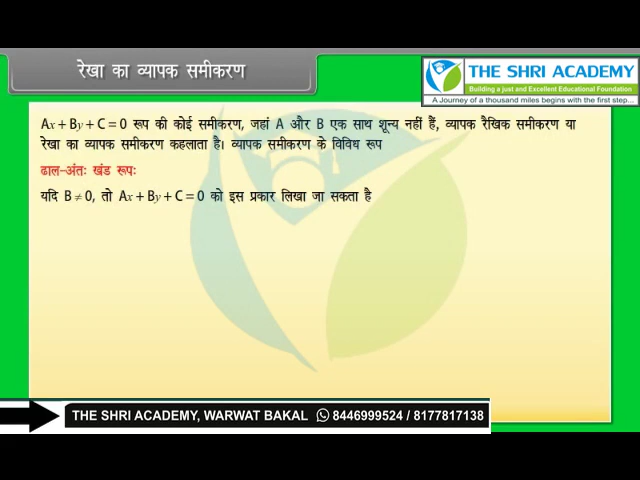 रेखा का व्यापक समीकरण
THE SHRI ACADEMY
Building a just and Excellent Educational Foundation
A Journey of a thousand miles begins with the first step...
Ax + By + C = 0 रूप की कोई समीकरण, जहां A और B एक साथ शून्य नहीं हैं, व्यापक रैखिक समीकरण या
रेखा का व्यापक समीकरण कहलाता है। व्यापक समीकरण के विविध रूप
ढाल-अंतः खंड रूपः
यदि B ≠ 0, तो Ax + By + C = 0 को इस प्रकार लिखा जा सकता है
THE SHRI ACADEMY, WARWAT BAKAL 8446999524 / 8177817138